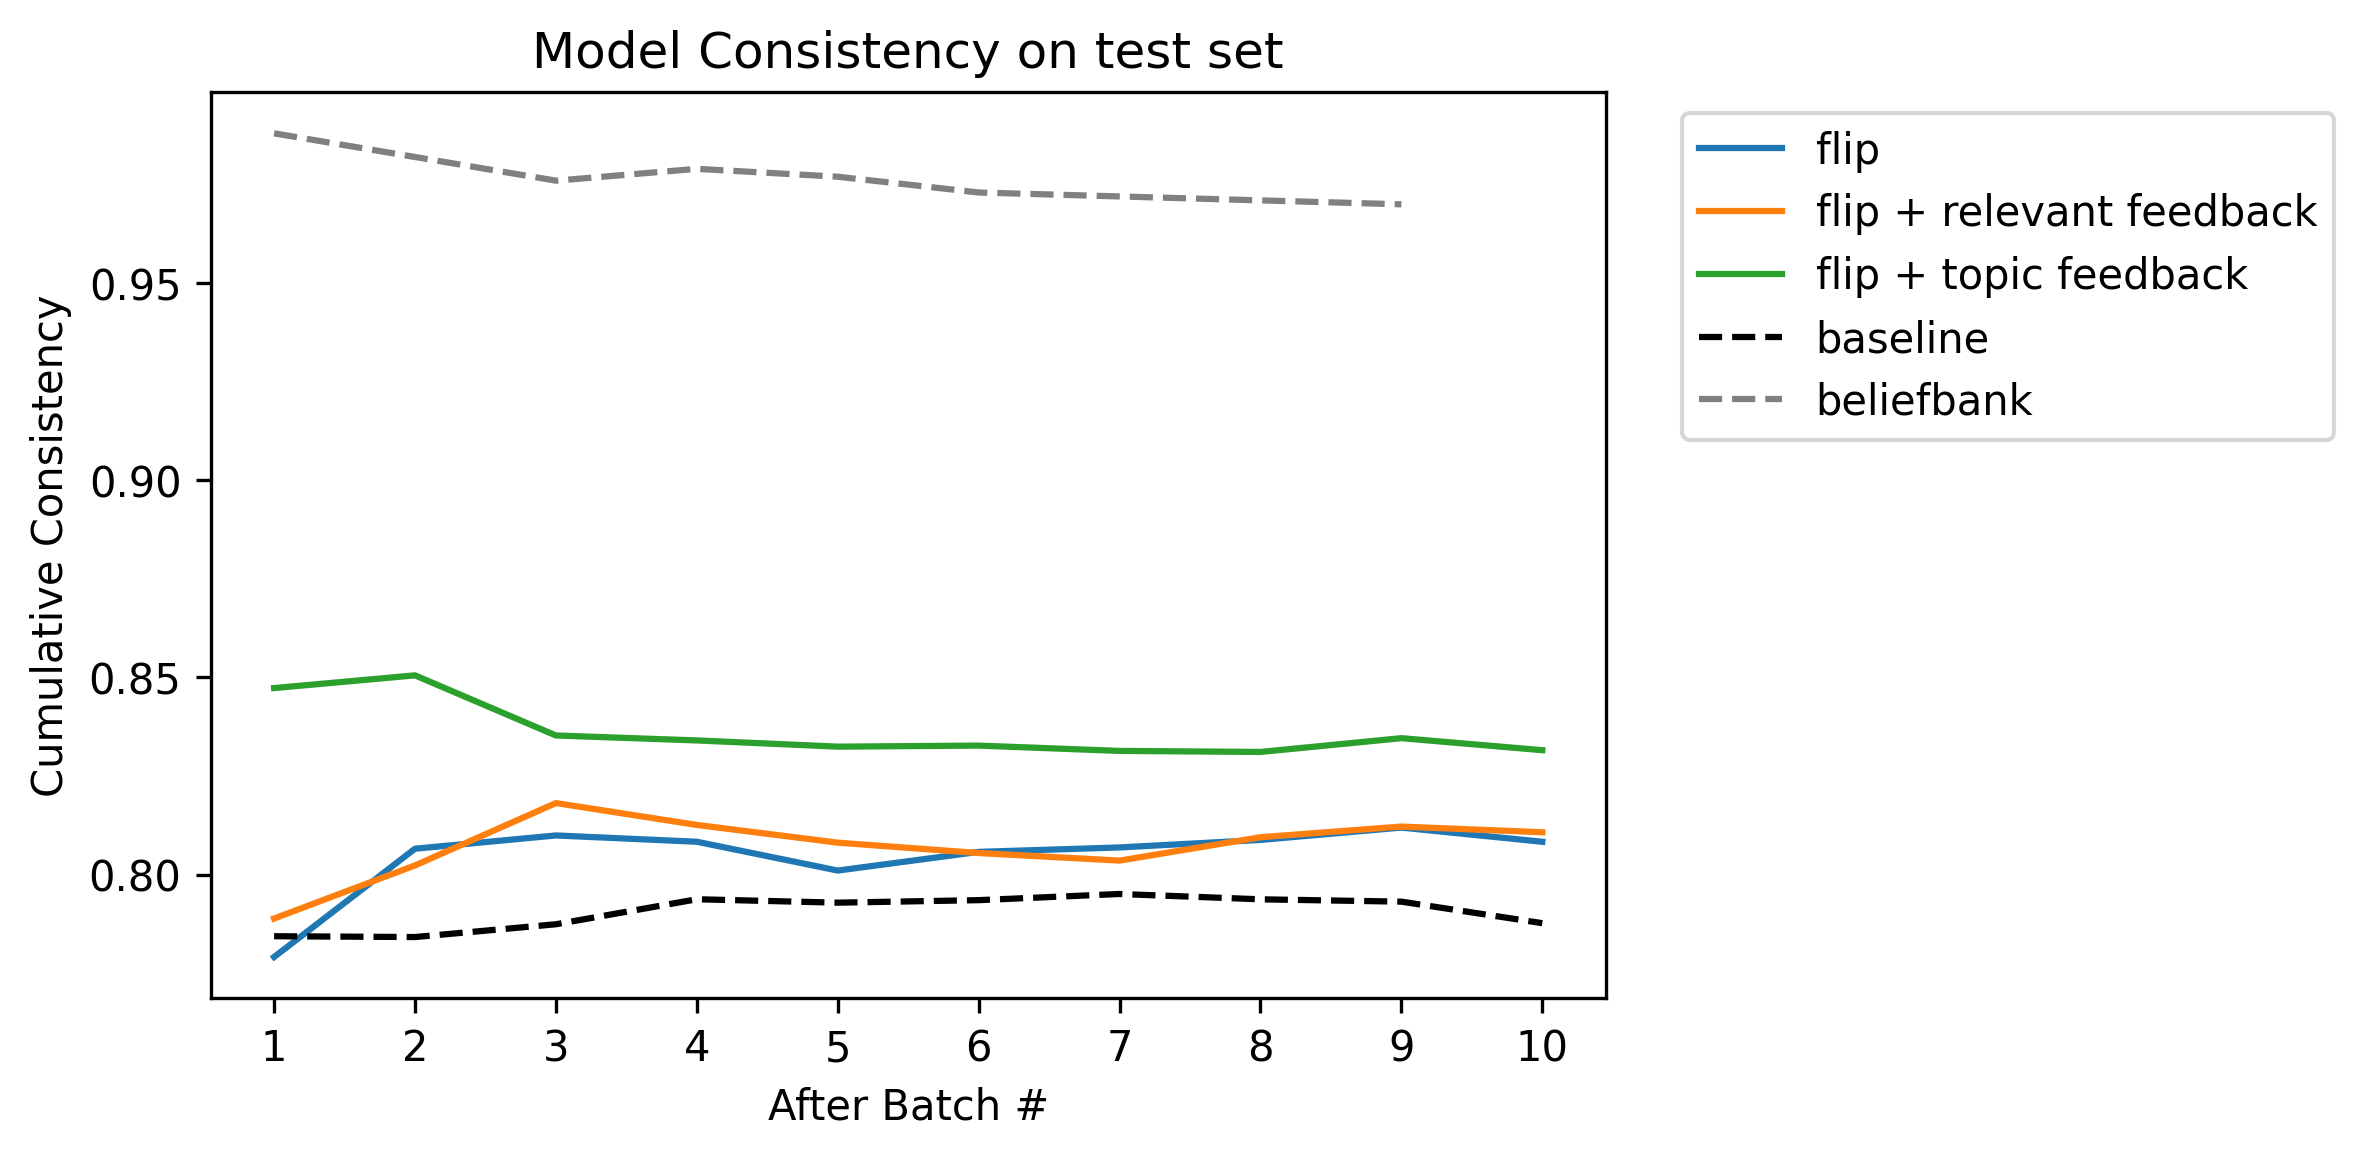 Model Consistency on test set
flip
flip + relevant feedback
flip + topic feedback
baseline
beliefbank
Cumulative Consistency
0.95
0.90
0.85
0.80
1 2 3 4 5 6 7 8 9 10
After Batch #